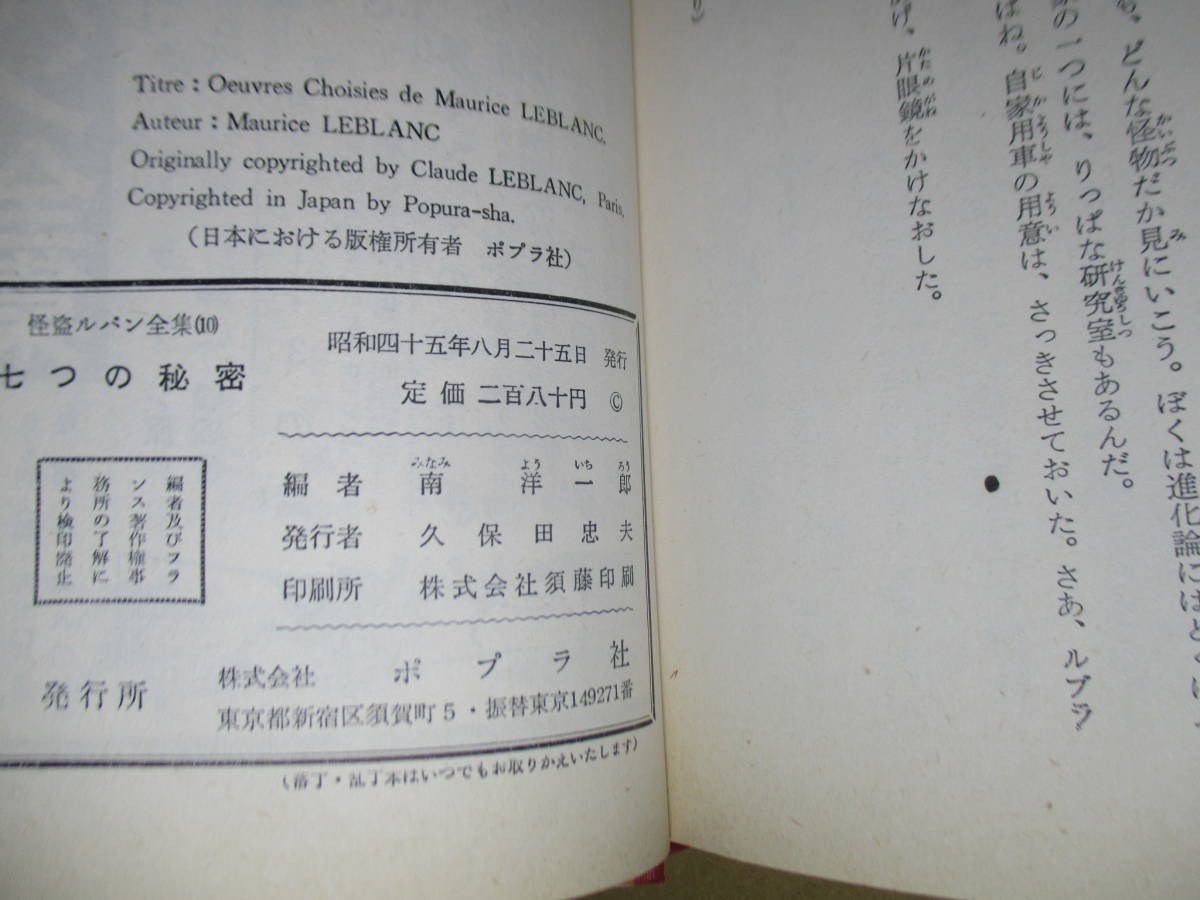 Titre : Oeuvres Choisies de Maurice LEBLANC.
Auteur : Maurice LEBLANC
Originally copyrighted by Claude LEBLANC, Paris.
Copyrighted in Japan by Popura-sha.
（日本における版権所有者　ポプラ社）
怪盗ルパン全集⑽
七つの秘密
昭和四十五年八月二十五日　発行
定価　二百八十円　©
編者　南洋一郎
みなみ　よういちろう
発行者　久保田忠夫
印刷所　株式会社須藤印刷
編者及びフラ
ンス著作権事
務所の了解に
より検印廃止
発行所　株式会社　ポプラ社
東京都新宿区須賀町５・振替東京149271番
（落丁・乱丁本はいつでもお取りかえいたします）
どんな怪物だか見にいこう。ぼくは進化論には
の一つには、りっぱな研究室もあるんだ。
はね。自家用車の用意は、さっきさせておいた。さあ、ルブラ
げ、片眼鏡をかけなおした。
り）